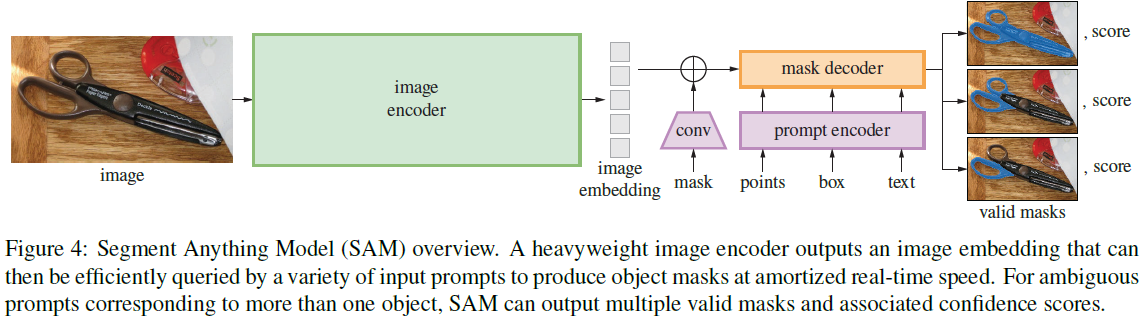 image
image
encoder
image
embedding
mask
conv
points
box
text
prompt encoder
mask decoder
, score
, score
, score
valid masks
Figure 4: Segment Anything Model (SAM) overview. A heavyweight image encoder outputs an image embedding that can
then be efficiently queried by a variety of input prompts to produce object masks at amortized real-time speed. For ambiguous
prompts corresponding to more than one object, SAM can output multiple valid masks and associated confidence scores.